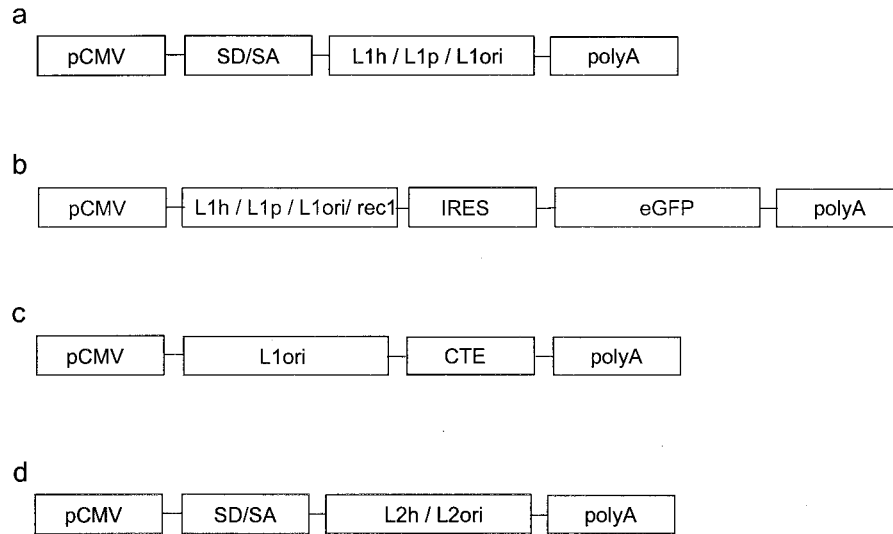 a
pCMV SD/SA L1h / L1p / L1ori polyA
b
pCMV L1h / L1p / L1ori/ rec1 IRES eGFP polyA
c
pCMV L1ori CTE polyA
d
pCMV SD/SA L2h / L2ori polyA